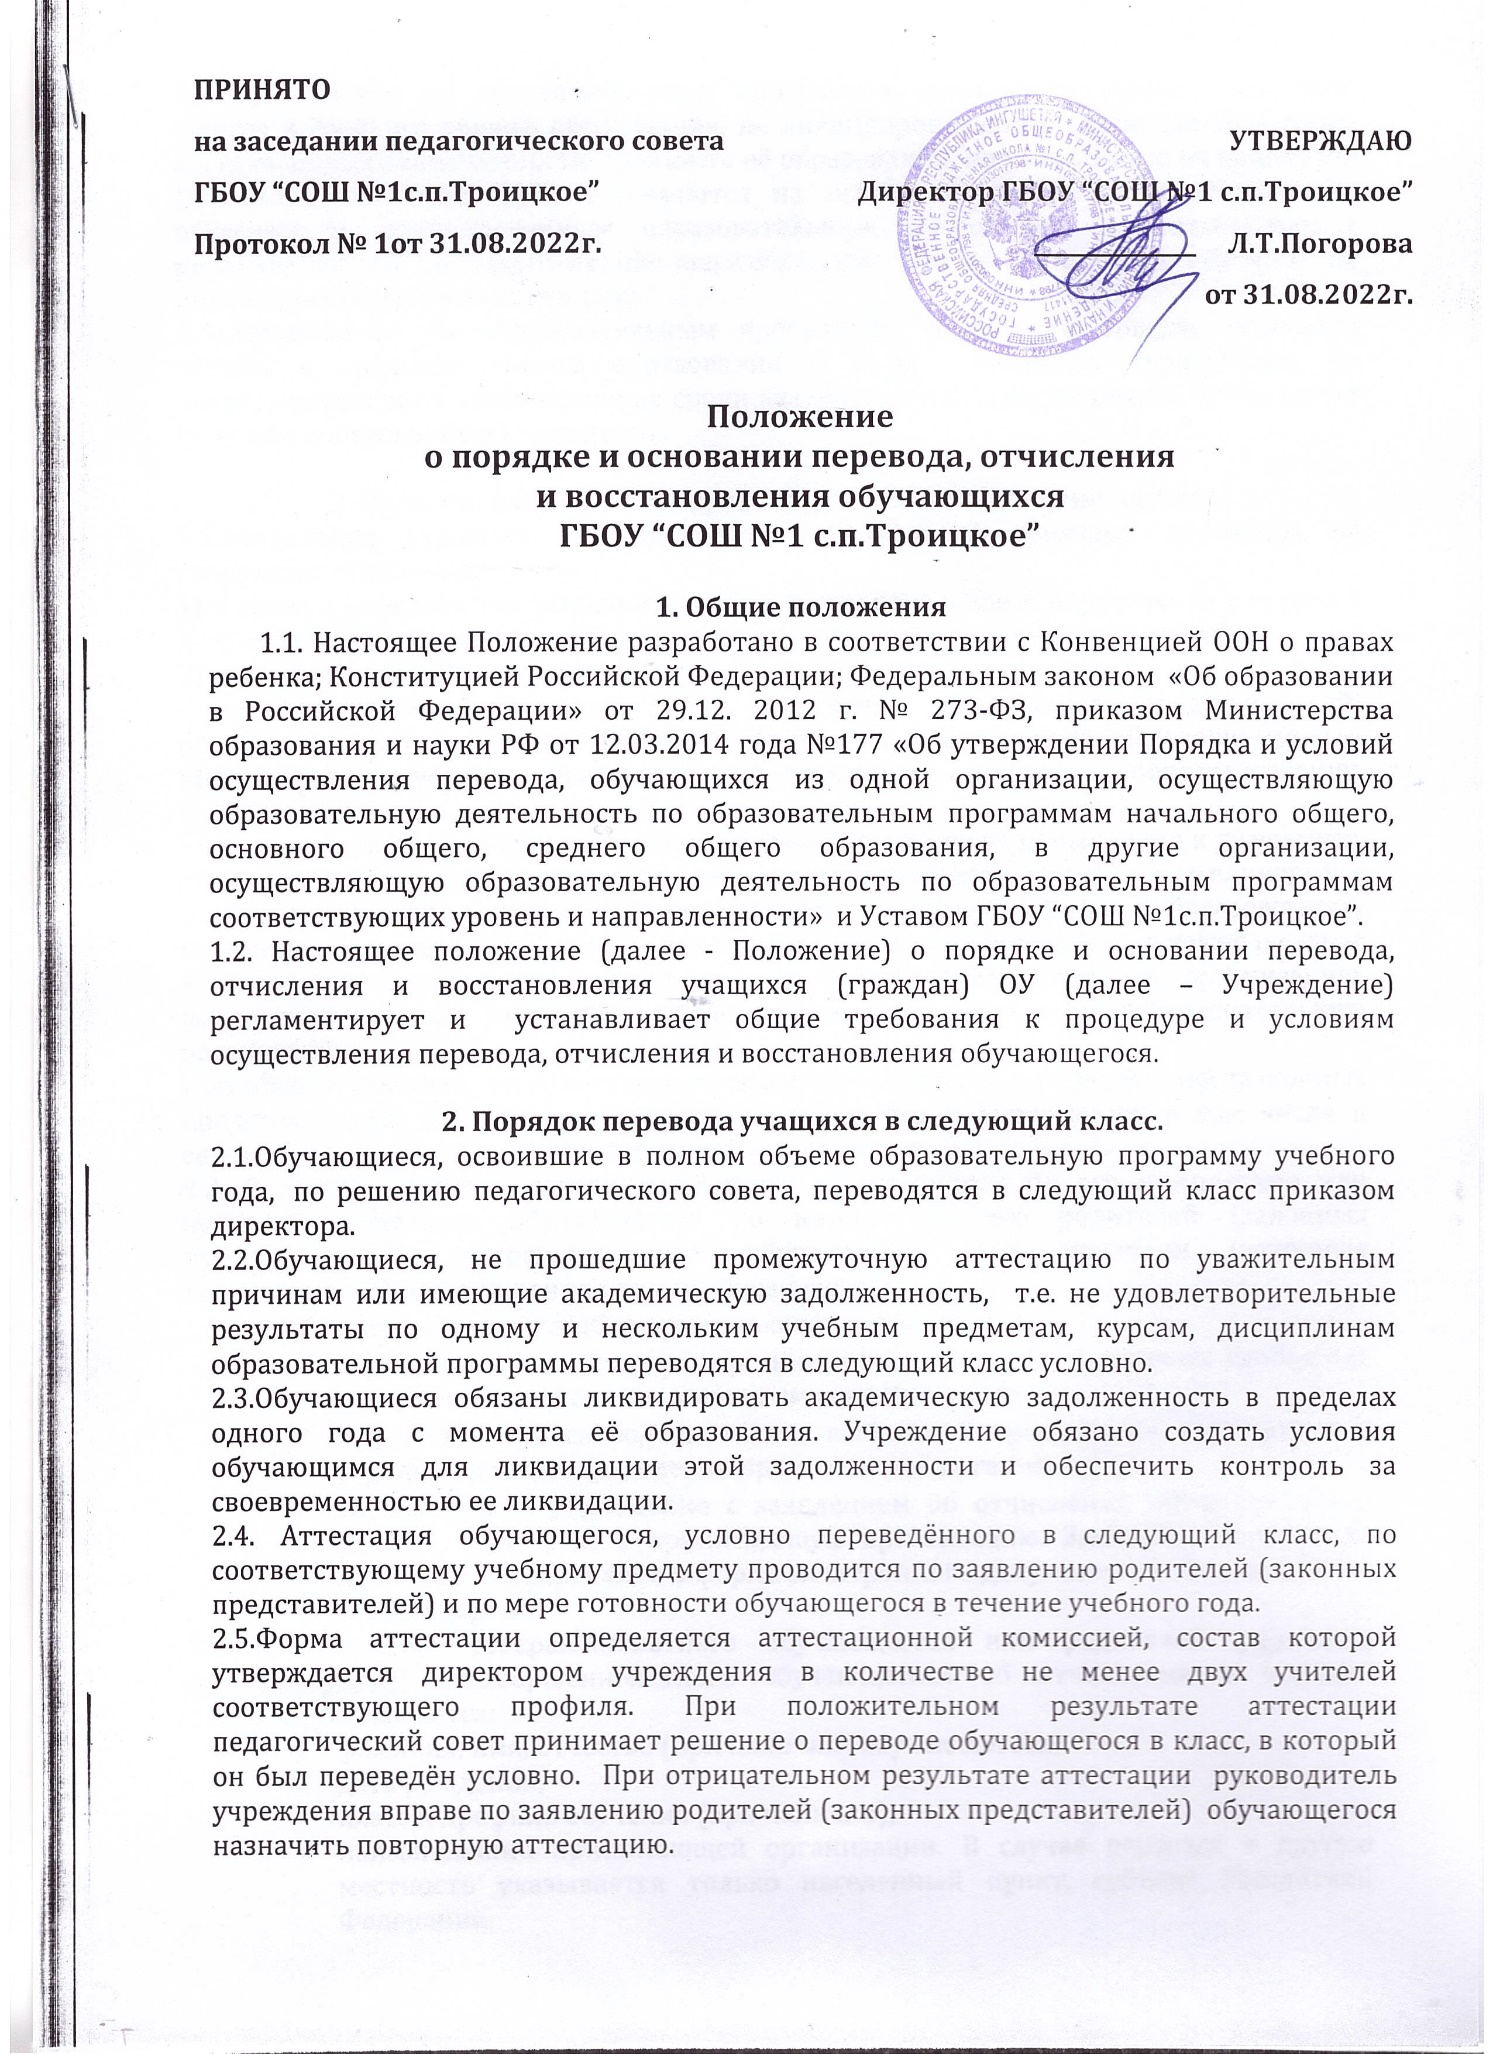 ПРИНЯТО
на заседании педагогического совета УТВЕРЖДАЮ
ГБОУ “СОШ №1с.п.Троицкое” Директор ГБОУ “СОШ №1 с.п.Троицкое”
Протокол № 1от 31.08.2022г. ____________ Л.Т.Погорова
от 31.08.2022г.
Положение
о порядке и основании перевода, отчисления
и восстановления обучающихся
ГБОУ “СОШ №1 с.п.Троицкое”
1. Общие положения
1.1. Настоящее Положение разработано в соответствии с Конвенцией ООН о правах
ребенка; Конституцией Российской Федерации; Федеральным законом «Об образовании
в Российской Федерации» от 29.12. 2012 г. № 273-ФЗ, приказом Министерства
образования и науки РФ от 12.03.2014 года №177 «Об утверждении Порядка и условий
осуществления перевода, обучающихся из одной организации, осуществляющую
образовательную деятельность по образовательным программам начального общего,
основного общего, среднего общего образования, в другие организации,
осуществляющую образовательную деятельность по образовательным программам
соответствующих уровень и направленности» и Уставом ГБОУ “СОШ №1с.п.Троицкое”.
1.2. Настоящее положение (далее - Положение) о порядке и основании перевода,
отчисления и восстановления учащихся (граждан) ОУ (далее – Учреждение)
регламентирует и устанавливает общие требования к процедуре и условиям
осуществления перевода, отчисления и восстановления обучающегося.
2. Порядок перевода учащихся в следующий класс.
2.1.Обучающиеся, освоившие в полном объеме образовательную программу учебного
года, по решению педагогического совета, переводятся в следующий класс приказом
директора.
2.2.Обучающиеся, не прошедшие промежуточную аттестацию по уважительным
причинам или имеющие академическую задолженность, т.е. не удовлетворительные
результаты по одному и нескольким учебным предметам, курсам, дисциплинам
образовательной программы переводятся в следующий класс условно.
2.3.Обучающиеся обязаны ликвидировать академическую задолженность в пределах
одного года с момента её образования. Учреждение обязано создать условия
обучающимся для ликвидации этой задолженности и обеспечить контроль за
своевременностью ее ликвидации.
2.4. Аттестация обучающегося, условно переведённого в следующий класс, по
соответствующему учебному предмету проводится по заявлению родителей (законных
представителей) и по мере готовности обучающегося в течение учебного года.
2.5.Форма аттестации определяется аттестационной комиссией, состав которой
утверждается директором учреждения в количестве не менее двух учителей
соответствующего профиля. При положительном результате аттестации
педагогический совет принимает решение о переводе обучающегося в класс, в который
он был переведён условно. При отрицательном результате аттестации руководитель
учреждения вправе по заявлению родителей (законных представителей) обучающегося
назначить повторную аттестацию.